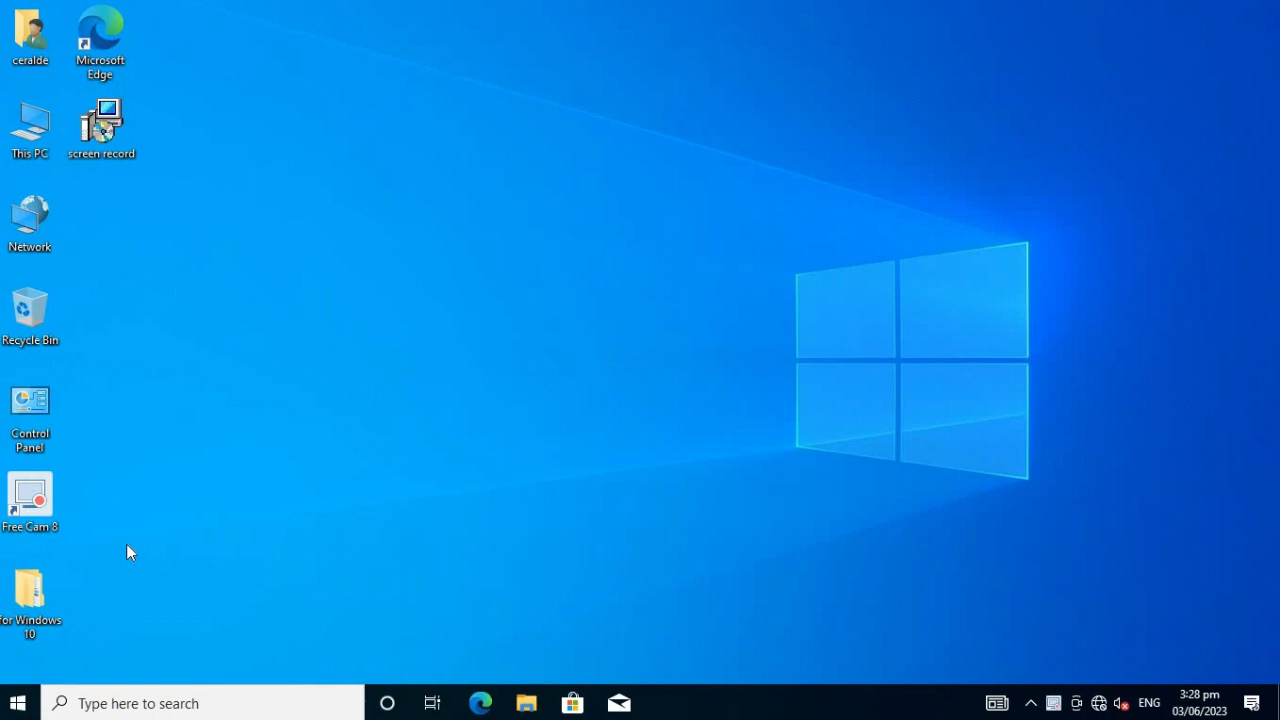 ceralde
Microsoft
Edge
This PC
screen record
Network
Recycle Bin
Control
Panel
Free Cam 8
for Windows
10
Type here to search
ENG
3:28 pm
03/06/2023